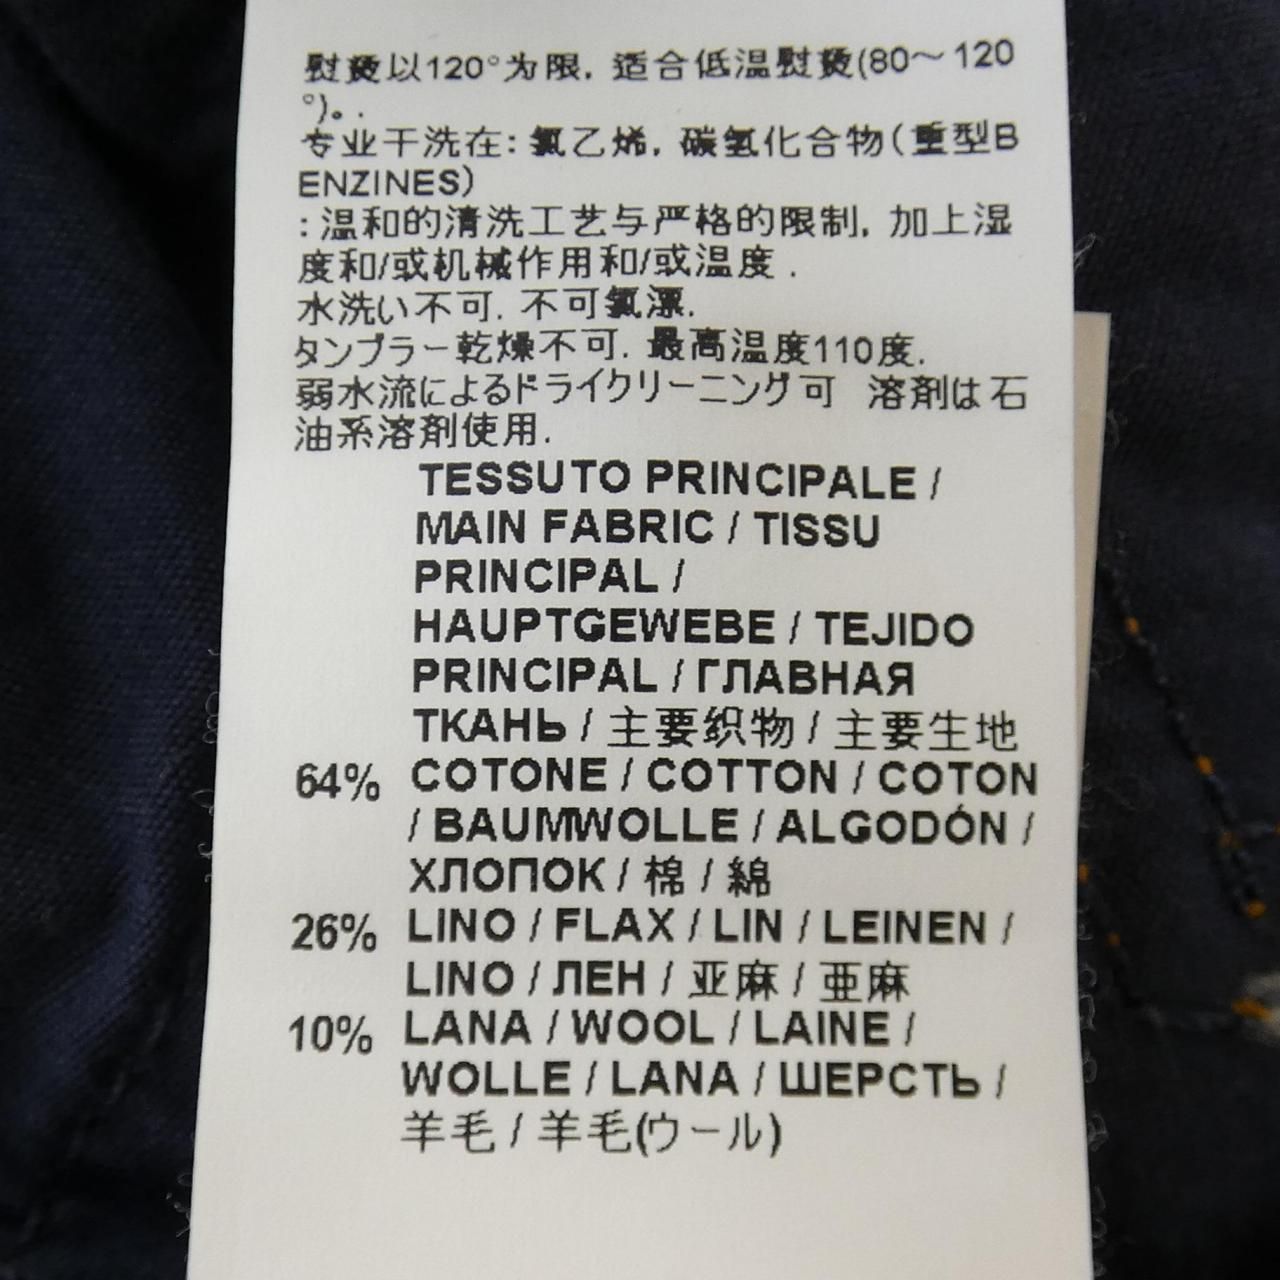 熨烫以120°为限, 适合低温熨烫(80～120
°)。.
专业干洗在: 氯乙烯, 碳氢化合物(重型B
ENZINES)
:温和的清洗工艺与严格的限制, 加上湿
度和/或机械作用和/或温度 .
水洗い不可. 不可氯漂.
タンブラー乾燥不可. 最高温度110度.
弱水流によるドライクリーニング可 溶剤は石
油系溶剤使用.
TESSUTO PRINCIPALE /
MAIN FABRIC / TISSU
PRINCIPAL /
HAUPTGEWEBE / TEJIDO
PRINCIPAL / ГЛАВНАЯ
ТКАНЬ / 主要织物 / 主要生地
64% COTONE / COTTON / COTON
/ BAUMWOLLE / ALGODÓN /
ХЛОПОК / 棉 / 綿
26% LINO / FLAX / LIN / LEINEN /
LINO / ЛЕН / 亚麻 / 亜麻
10% LANA / WOOL / LAINE /
WOLLE / LANA / ШЕРСТЬ /
羊毛 / 羊毛(ウール)